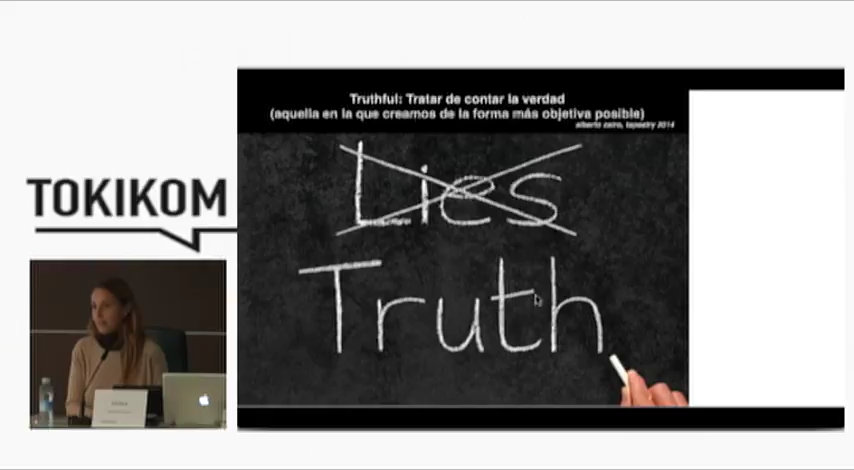 Truthful: Tratar de contar la verdad
(aquella en la que creamos de la forma más objetiva posible)
alberto cairo, tapestry 2014
Lies
Truth
TOKIKOM